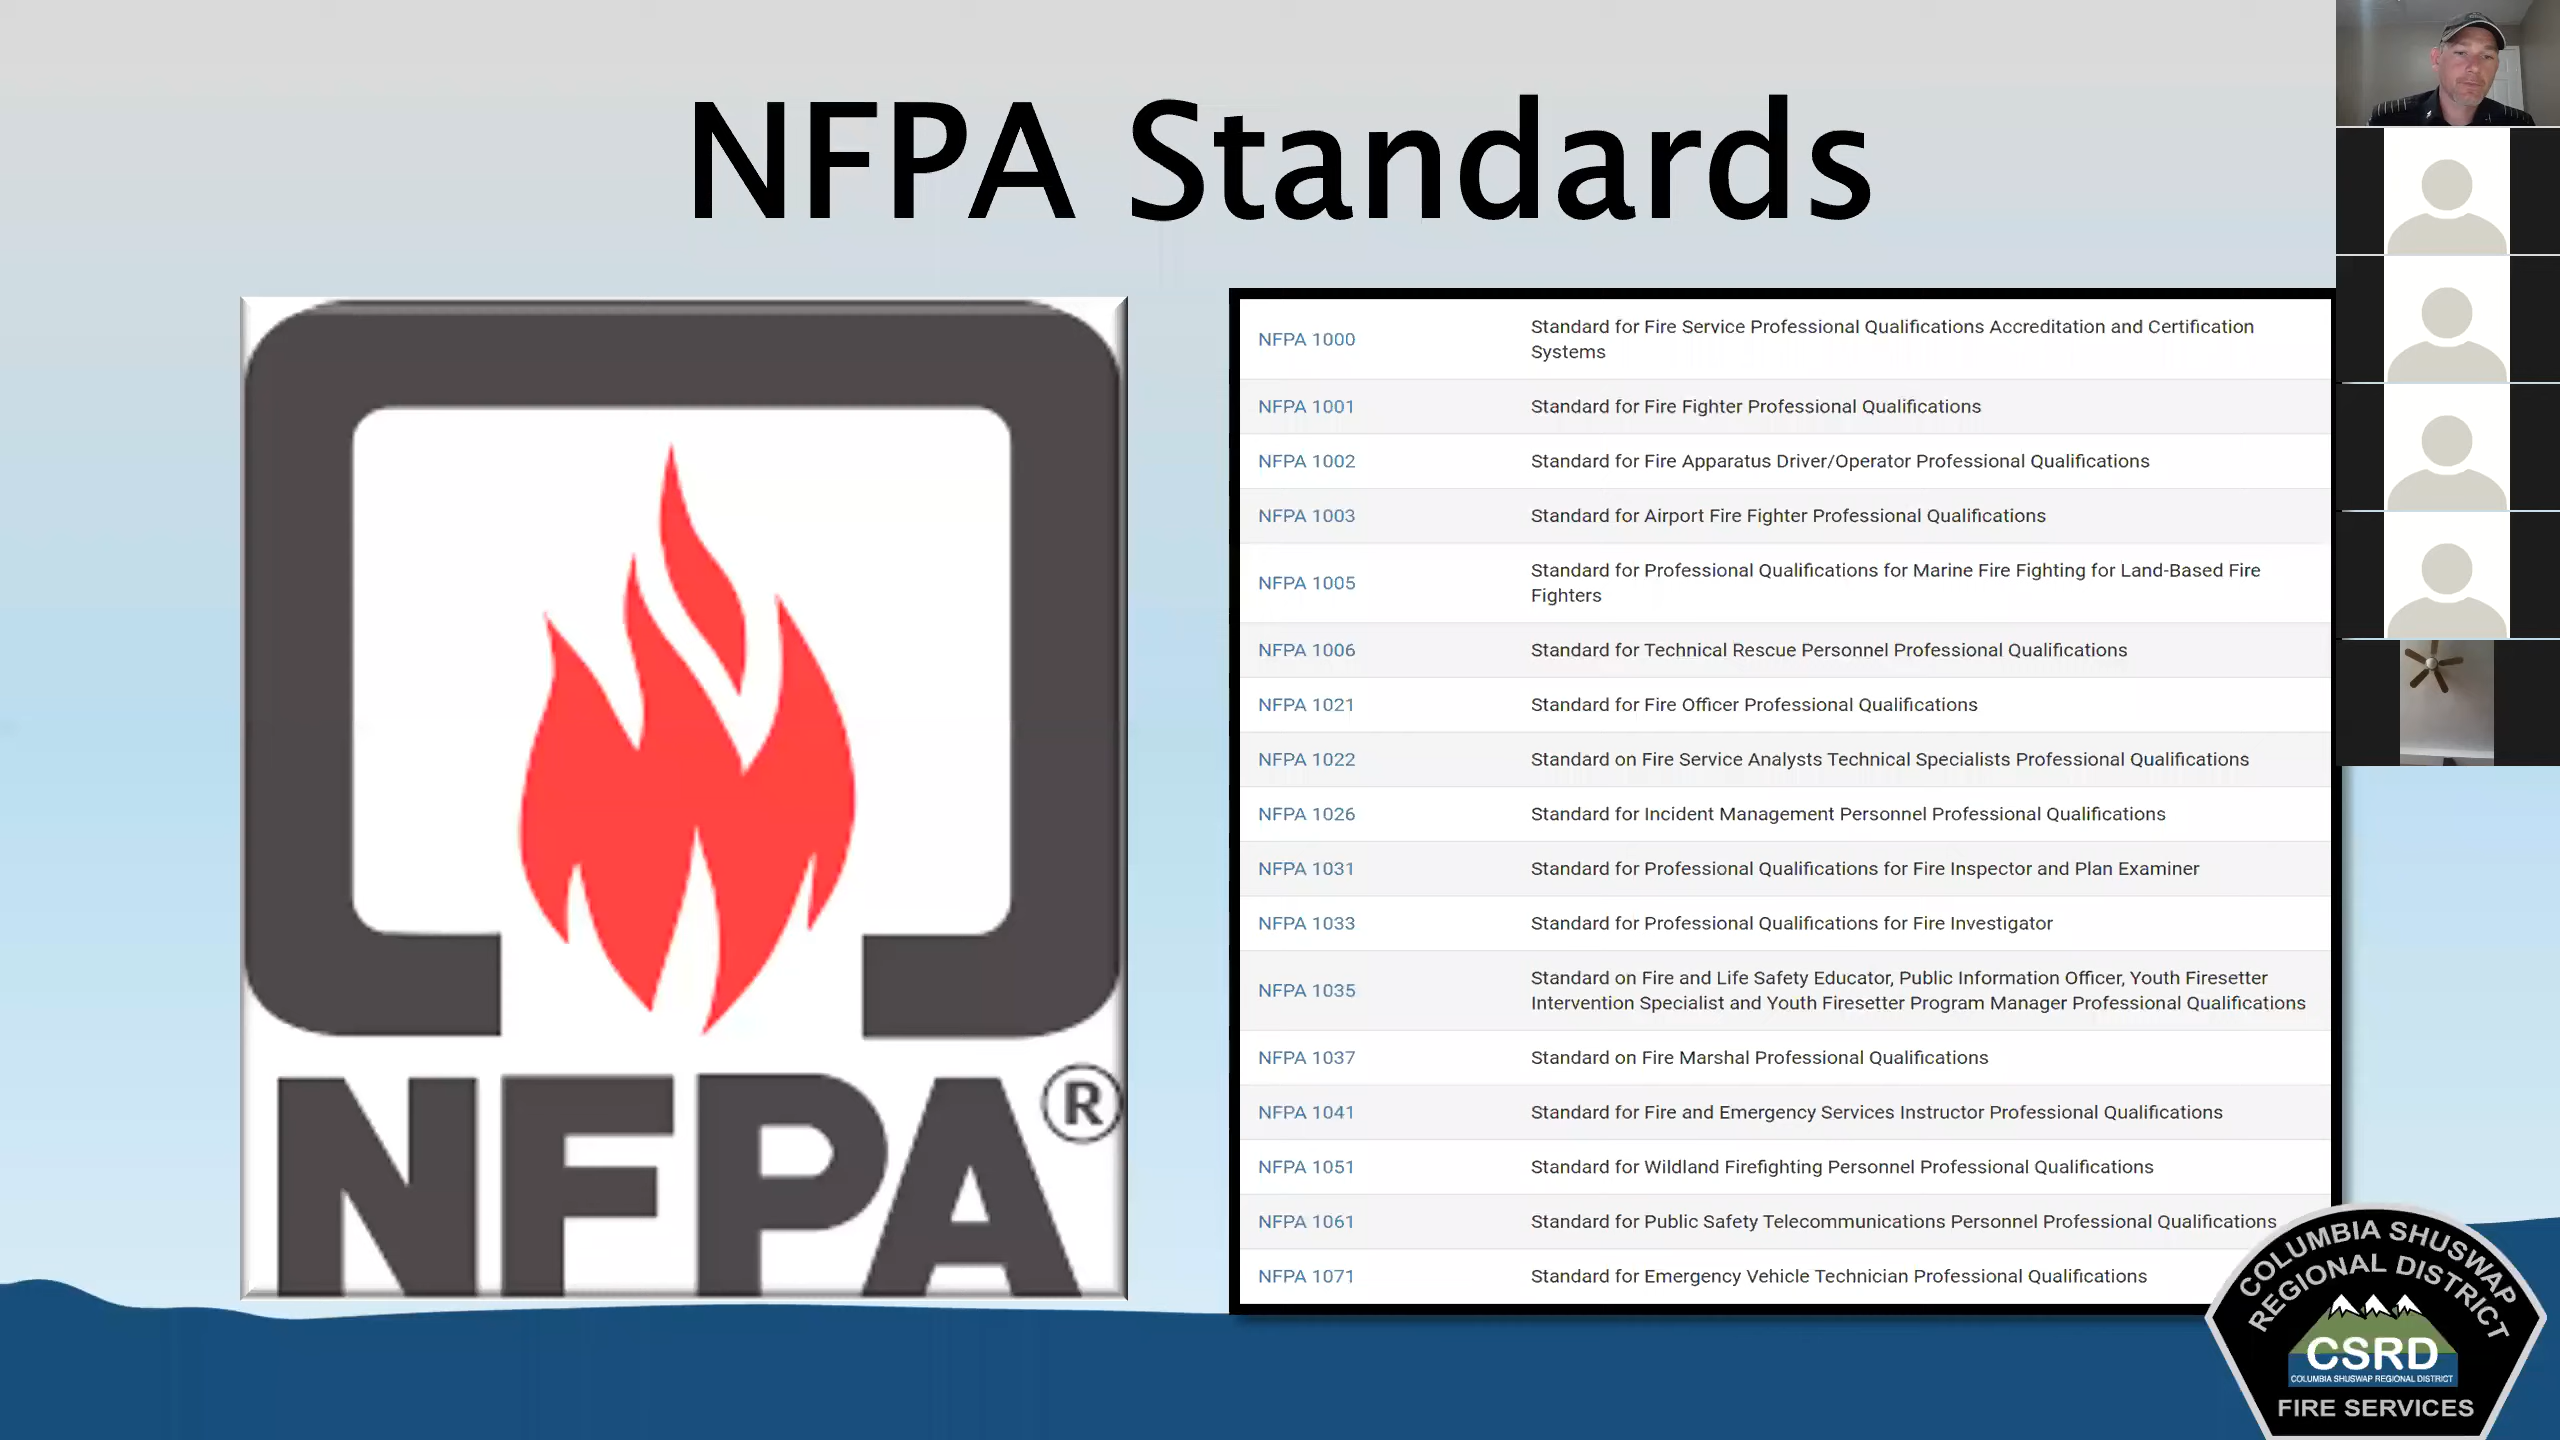 NFPA Standards
NFPA®
NFPA 1000 Standard for Fire Service Professional Qualifications Accreditation and Certification
Systems
NFPA 1001 Standard for Fire Fighter Professional Qualifications
NFPA 1002 Standard for Fire Apparatus Driver/Operator Professional Qualifications
NFPA 1003 Standard for Airport Fire Fighter Professional Qualifications
NFPA 1005 Standard for Professional Qualifications for Marine Fire Fighting for Land-Based Fire
Fighters
NFPA 1006 Standard for Technical Rescue Personnel Professional Qualifications
NFPA 1021 Standard for Fire Officer Professional Qualifications
NFPA 1022 Standard on Fire Service Analysts Technical Specialists Professional Qualifications
NFPA 1026 Standard for Incident Management Personnel Professional Qualifications
NFPA 1031 Standard for Professional Qualifications for Fire Inspector and Plan Examiner
NFPA 1033 Standard for Professional Qualifications for Fire Investigator
NFPA 1035 Standard on Fire and Life Safety Educator, Public Information Officer, Youth Firesetter
Intervention Specialist and Youth Firesetter Program Manager Professional Qualifications
NFPA 1037 Standard on Fire Marshal Professional Qualifications
NFPA 1041 Standard for Fire and Emergency Services Instructor Professional Qualifications
NFPA 1051 Standard for Wildland Firefighting Personnel Professional Qualifications
NFPA 1061 Standard for Public Safety Telecommunications Personnel Professional Qualifications
NFPA 1071 Standard for Emergency Vehicle Technician Professional Qualifications
COLUMBIA SHUSWAP
REGIONAL DISTRICT
CSRD
COLUMBIA SHUSWAP REGIONAL DISTRICT
FIRE SERVICES